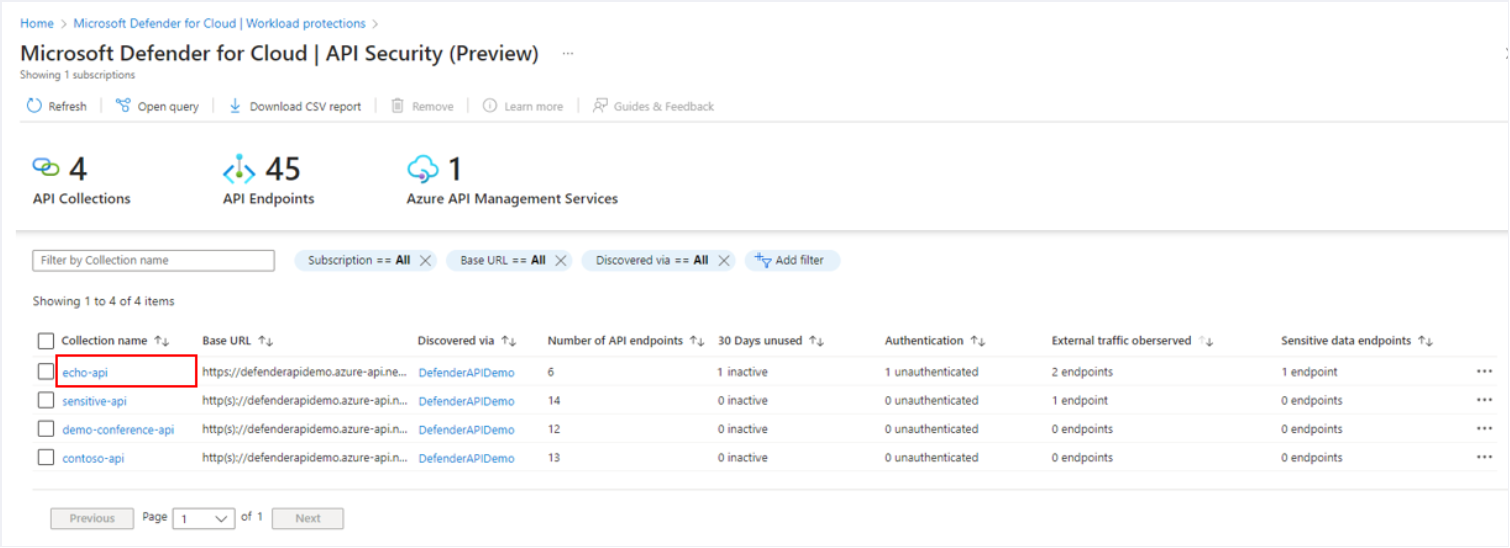 Home > Microsoft Defender for Cloud | Workload protections >
Microsoft Defender for Cloud | API Security (Preview) ...
Showing 1 subscriptions
Refresh Open query Download CSV report Remove Learn more Guides & Feedback
4 45 1
API Collections API Endpoints Azure API Management Services
Filter by Collection name Subscription == All Base URL == All Discovered via == All Add filter
Showing 1 to 4 of 4 items
Collection name Base URL Discovered via Number of API endpoints 30 Days unused Authentication External traffic oberserved Sensitive data endpoints
echo-api https://defenderapidemo.azure-api.ne... DefenderAPIDemo 6 1 inactive 1 unauthenticated 2 endpoints 1 endpoint ...
sensitive-api http(s)://defenderapidemo.azure-api.n... DefenderAPIDemo 14 0 inactive 0 unauthenticated 1 endpoint 0 endpoints ...
demo-conference-api http(s)://defenderapidemo.azure-api.n... DefenderAPIDemo 12 0 inactive 0 unauthenticated 0 endpoints 0 endpoints ...
contoso-api http(s)://defenderapidemo.azure-api.n... DefenderAPIDemo 13 0 inactive 0 unauthenticated 0 endpoints 0 endpoints ...
Previous Page 1 of 1 Next